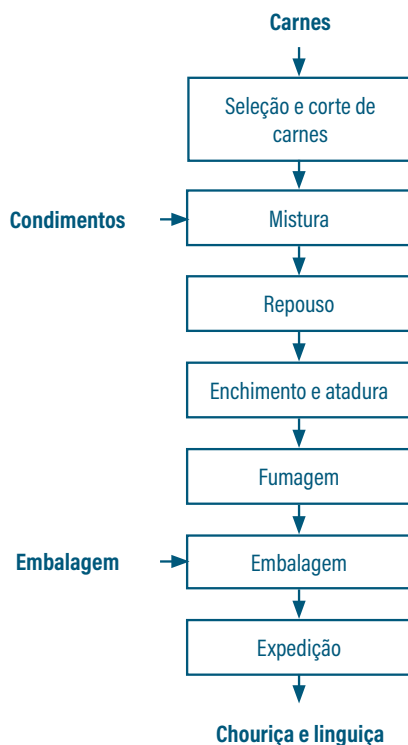 Carnes
Seleção e corte de
carnes
Condimentos
Mistura
Repouso
Enchimento e atadura
Fumagem
Embalagem
Embalagem
Expedição
Chouriça e linguiça